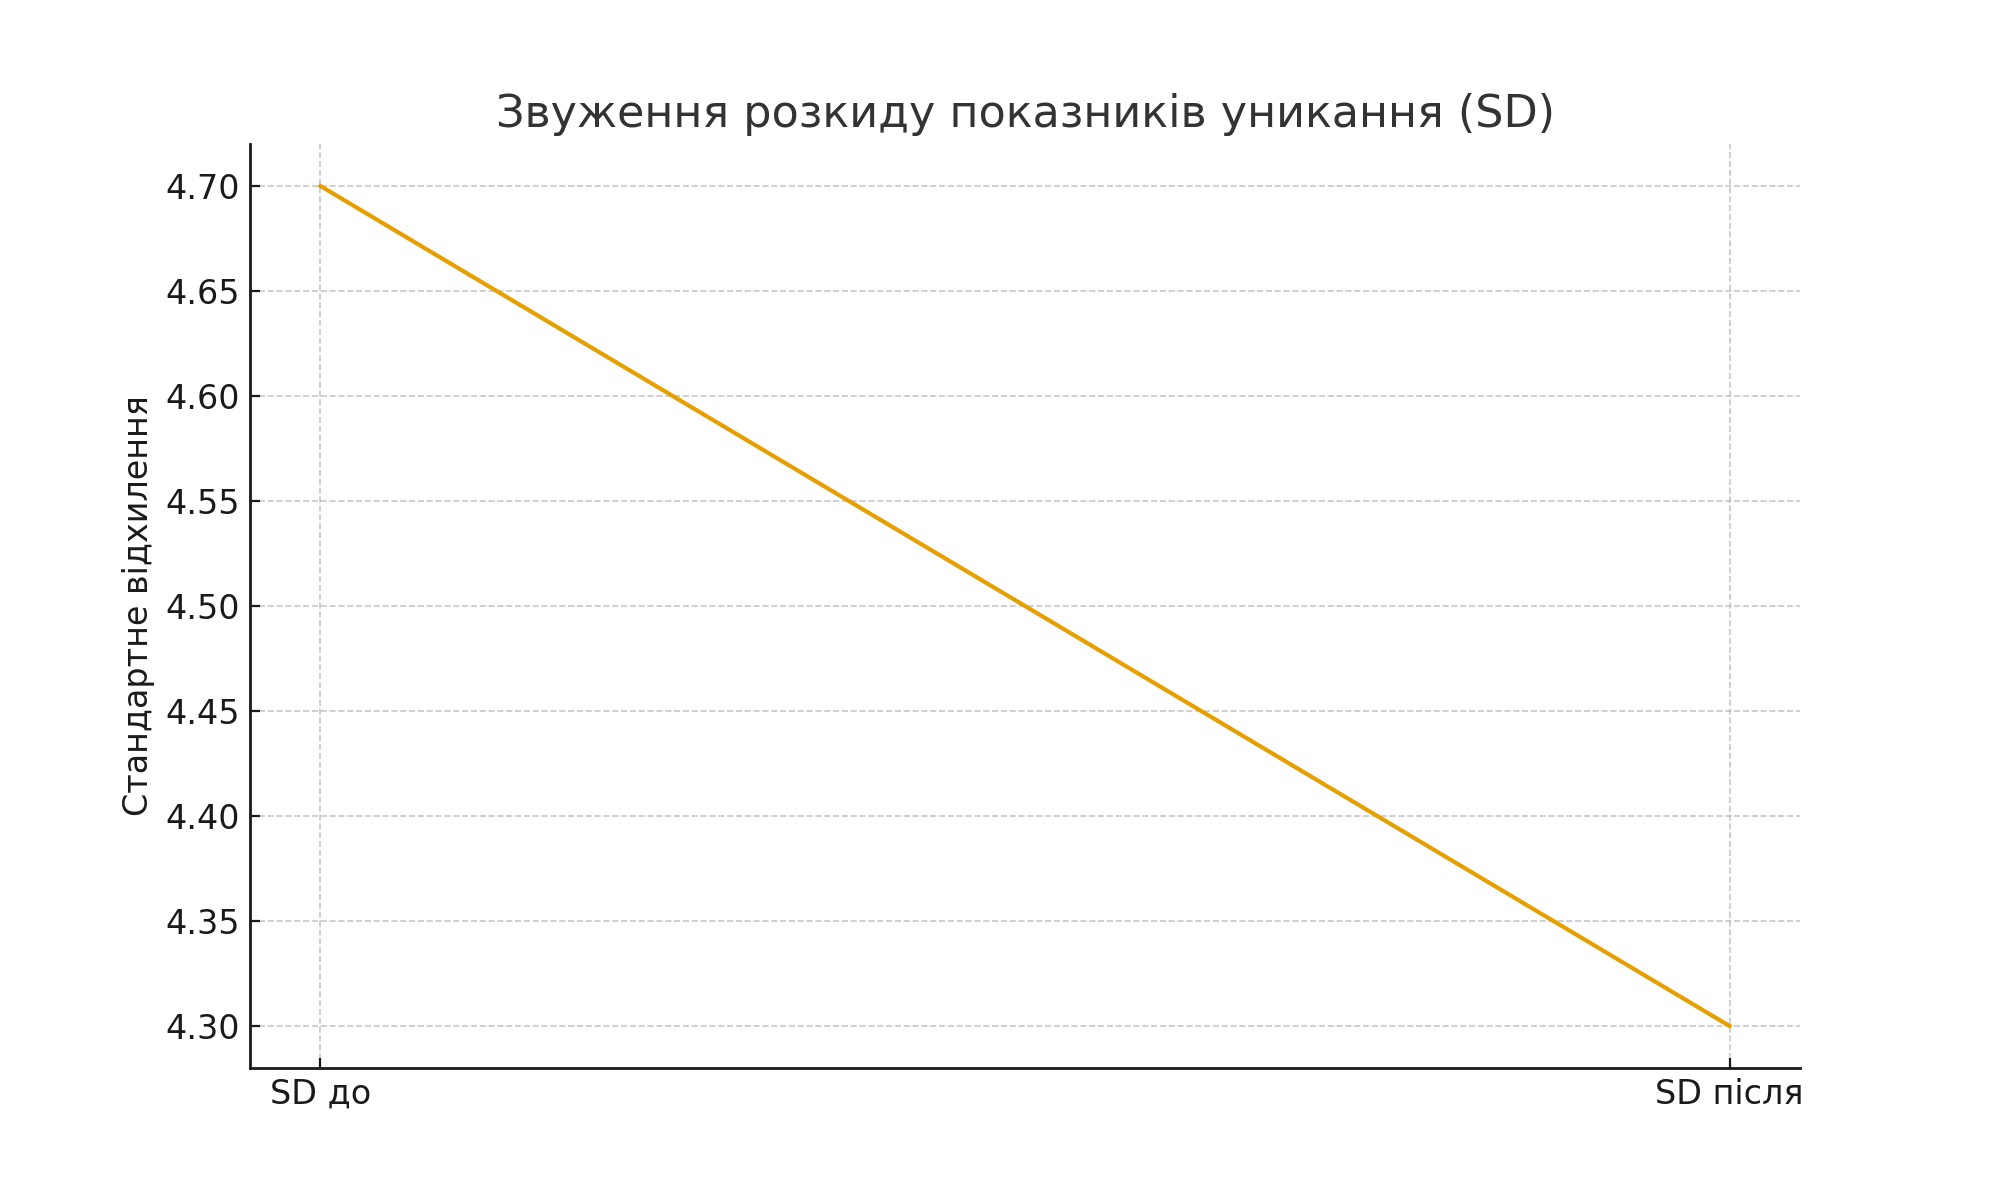 Звуження розкиду показників уникання (SD)
Стандартне відхилення
4.70
4.65
4.60
4.55
4.50
4.45
4.40
4.35
4.30
SD до
SD після